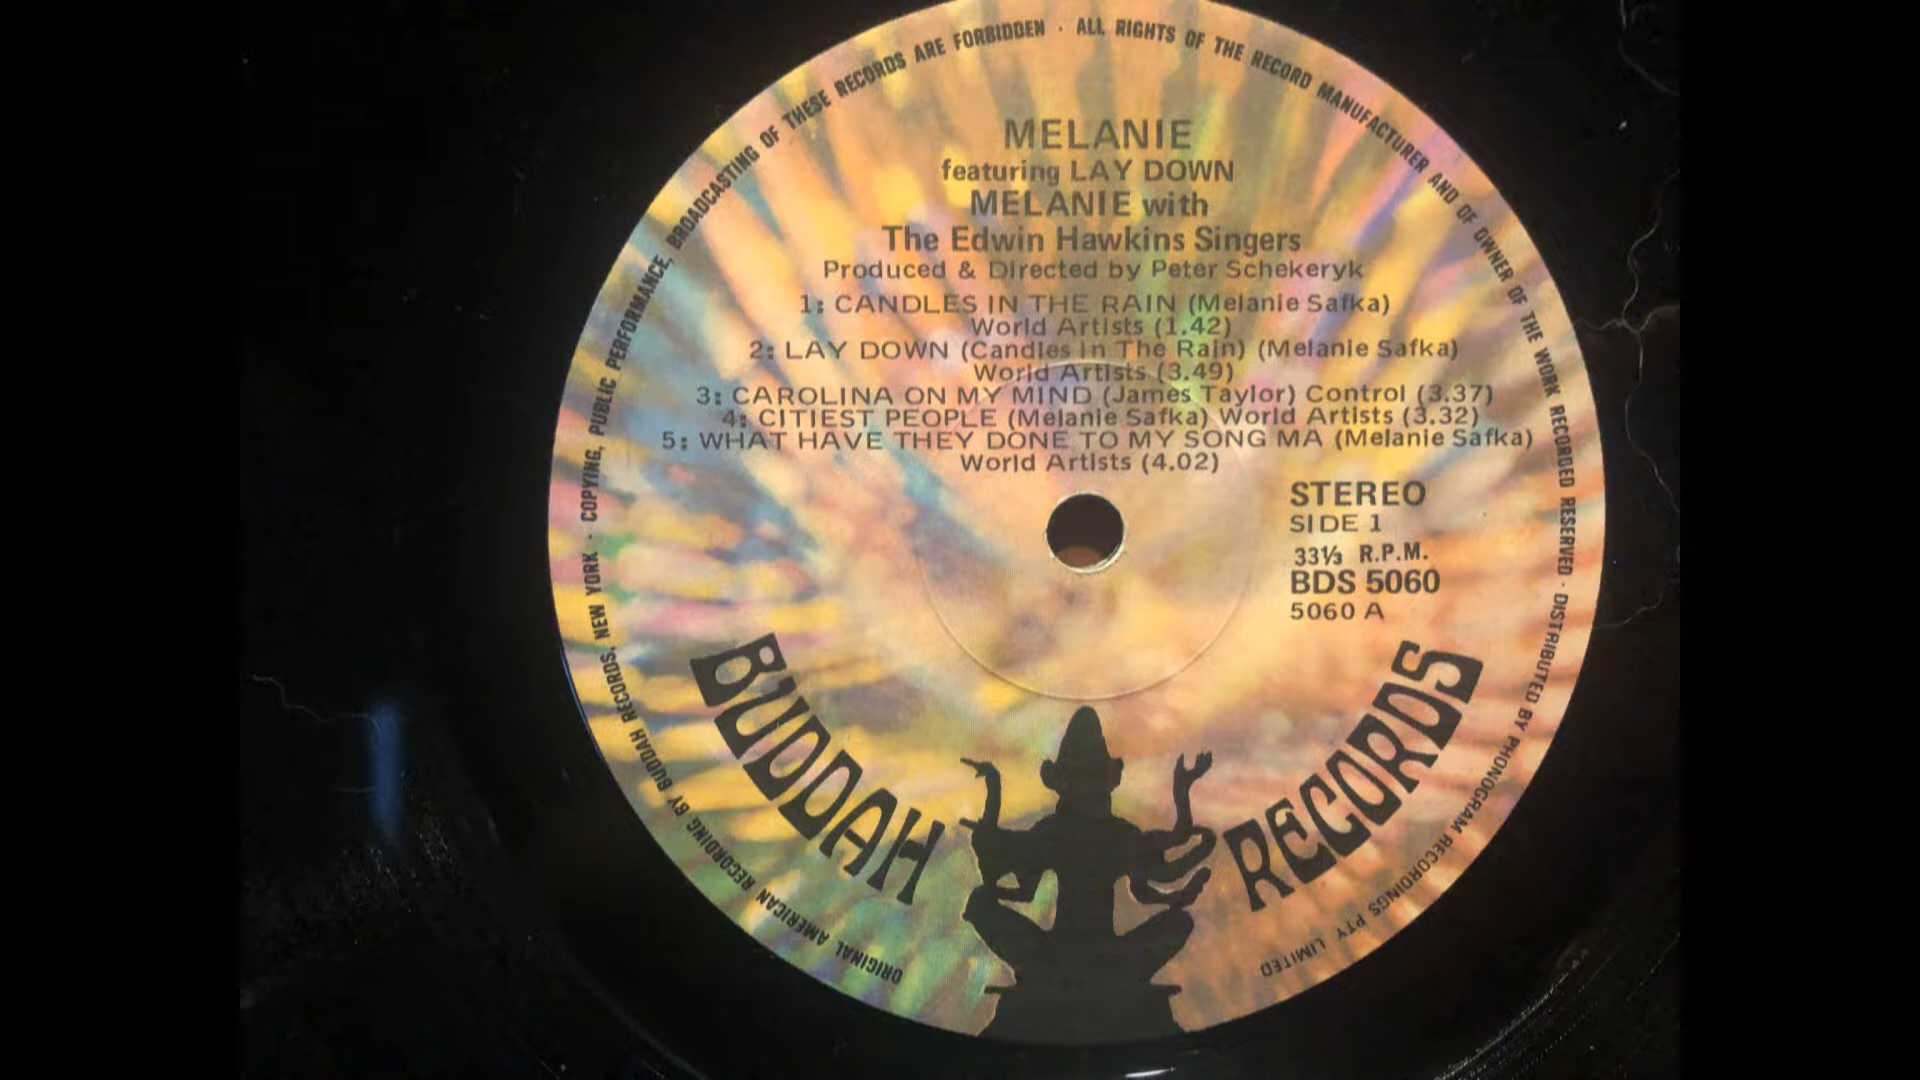 ORIGINAL AMERICAN RECORDING BY BUDDAH RECORDS, NEW YORK · COPYING, PUBLIC PERFORMANCE, BROADCASTING OF THESE RECORDS ARE FORBIDDEN · ALL RIGHTS OF THE RECORD MANUFACTURER AND OF OWNER OF THE WORK RECORDED RESERVED · DISTRIBUTED BY PHONOGRAM RECORDINGS PTY LIMITED
MELANIE
featuring LAY DOWN
MELANIE with
The Edwin Hawkins Singers
Produced & Directed by Peter Schekeryk
1: CANDLES IN THE RAIN (Melanie Safka)
World Artists (1.42)
2: LAY DOWN (Candles In The Rain) (Melanie Safka)
World Artists (3.49)
3: CAROLINA ON MY MIND (James Taylor) Control (3.37)
4: CITIEST PEOPLE (Melanie Safka) World Artists (3.32)
5: WHAT HAVE THEY DONE TO MY SONG MA (Melanie Safka)
World Artists (4.02)
STEREO
SIDE 1
33⅓ R.P.M.
BDS 5060
5060 A
BUDDAH RECORDS